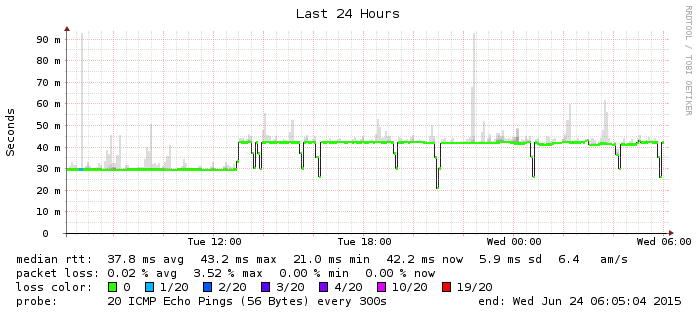 Last 24 Hours
RRDTOOL / TOBI OETIKER
Seconds
90 m
80 m
70 m
60 m
50 m
40 m
30 m
20 m
10 m
0
Tue 12:00 Tue 18:00 Wed 00:00 Wed 06:00
median rtt: 37.8 ms avg 43.2 ms max 21.0 ms min 42.2 ms now 5.9 ms sd 6.4 am/s
packet loss: 0.02 % avg 3.52 % max 0.00 % min 0.00 % now
loss color: 0 1/20 2/20 3/20 4/20 10/20 19/20
probe: 20 ICMP Echo Pings (56 Bytes) every 300s end: Wed Jun 24 06:05:04 2015